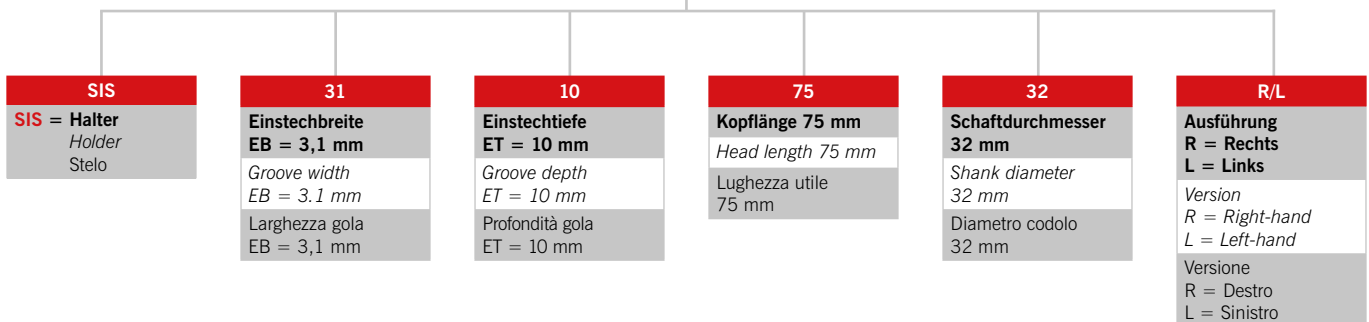 SIS
SIS = Halter
Holder
Stelo
31
Einstechbreite
EB = 3,1 mm
Groove width
EB = 3.1 mm
Larghezza gola
EB = 3,1 mm
10
Einstechtiefe
ET = 10 mm
Groove depth
ET = 10 mm
Profondità gola
ET = 10 mm
75
Kopflänge 75 mm
Head length 75 mm
Lughezza utile
75 mm
32
Schaftdurchmesser
32 mm
Shank diameter
32 mm
Diametro codolo
32 mm
R/L
Ausführung
R = Rechts
L = Links
Version
R = Right-hand
L = Left-hand
Versione
R = Destro
L = Sinistro